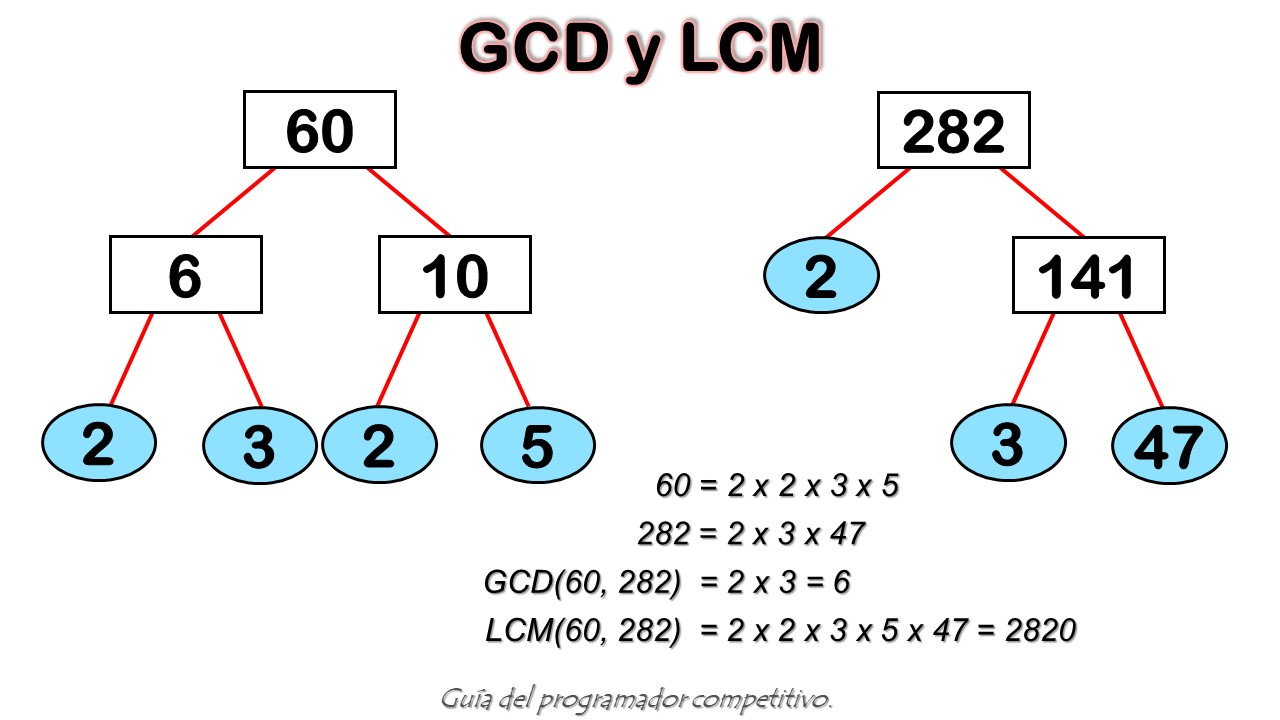 GCD y LCM
60
282
6
10
2
141
2
3
2
5
3
47
60 = 2 x 2 x 3 x 5
282 = 2 x 3 x 47
GCD(60, 282) = 2 x 3 = 6
LCM(60, 282) = 2 x 2 x 3 x 5 x 47 = 2820
Guía del programador competitivo.